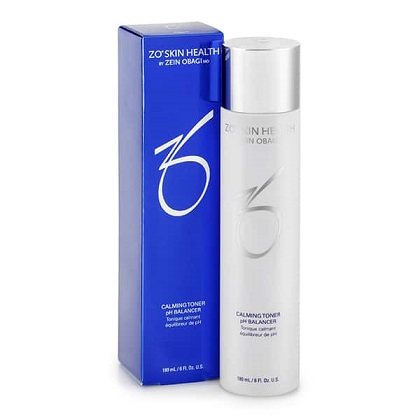 ZO® SKIN HEALTH
BY ZEIN OBAGI MD
CALMING TONER
pH BALANCER
Tonique calmant
équilibreur de pH
180 mL / 6 Fl. Oz. U.S.
ZO® SKIN HEALTH
BY ZEIN OBAGI
CALMING TONER
pH BALANCER
Tonique calmant
équilibreur de pH
180 mL / 6 Fl. Oz. U.S.